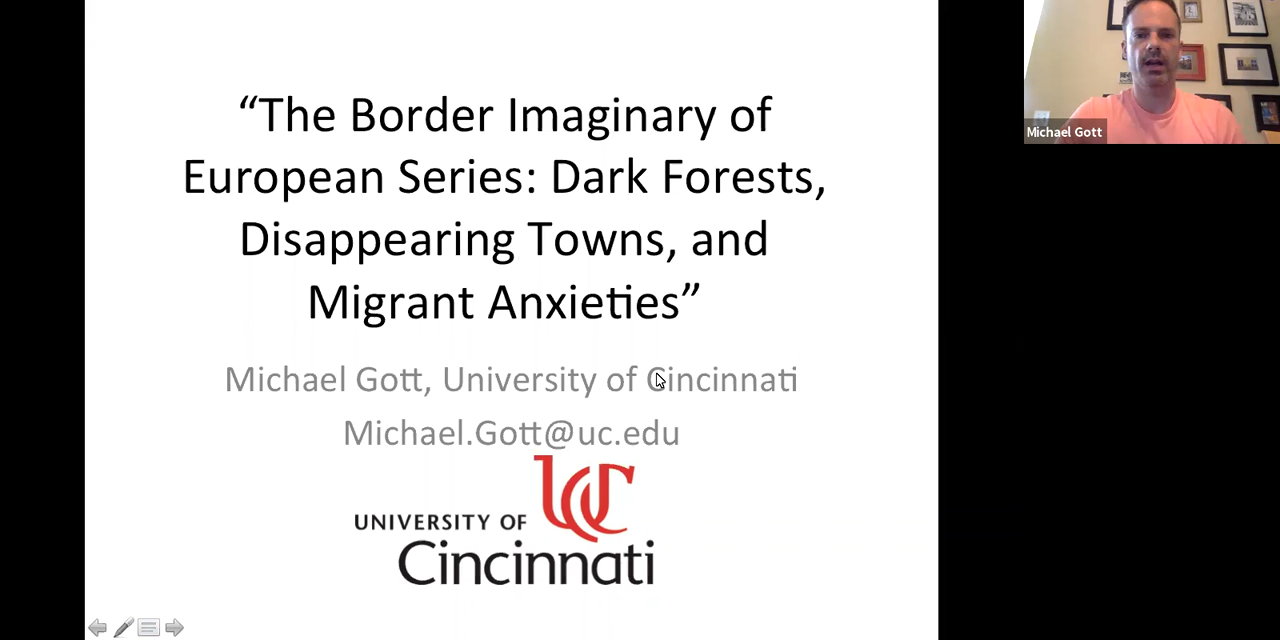 “The Border Imaginary of
European Series: Dark Forests,
Disappearing Towns, and
Migrant Anxieties”
Michael Gott, University of Cincinnati
Michael.Gott@uc.edu
UC
UNIVERSITY OF
Cincinnati
Michael Gott